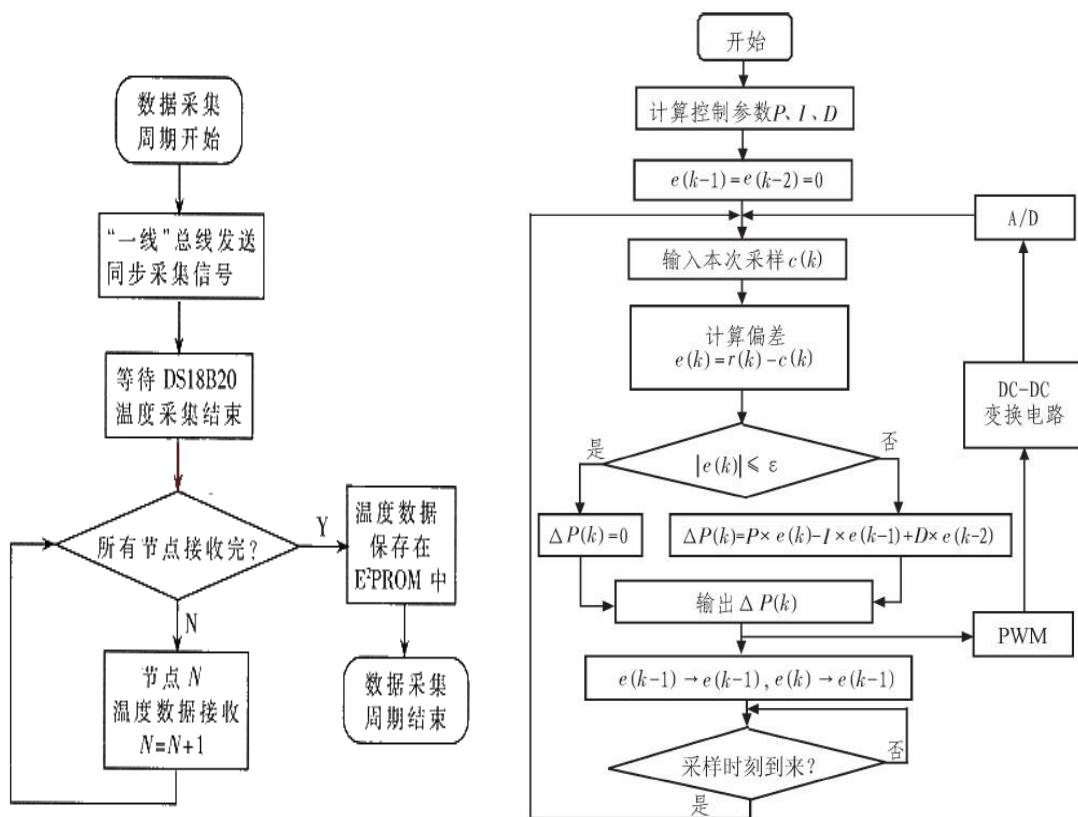 数据采集
周期开始
“一线”总线发送
同步采集信号
等待 DS18B20
温度采集结束
所有节点接收完?
Y
N
温度数据
保存在
E²PROM 中
节点 N
温度数据接收
N=N+1
数据采集
周期结束
开始
计算控制参数P、I、D
e(k-1)=e(k-2)=0
A/D
输入本次采样c(k)
计算偏差
e(k)=r(k)-c(k)
DC-DC
变换电路
是
否
|e(k)|≤ ε
ΔP(k)=0
ΔP(k)=P×e(k)-I×e(k-1)+D×e(k-2)
输出ΔP(k)
PWM
e(k-1)→e(k-1),e(k)→e(k-1)
采样时刻到来?
否
是